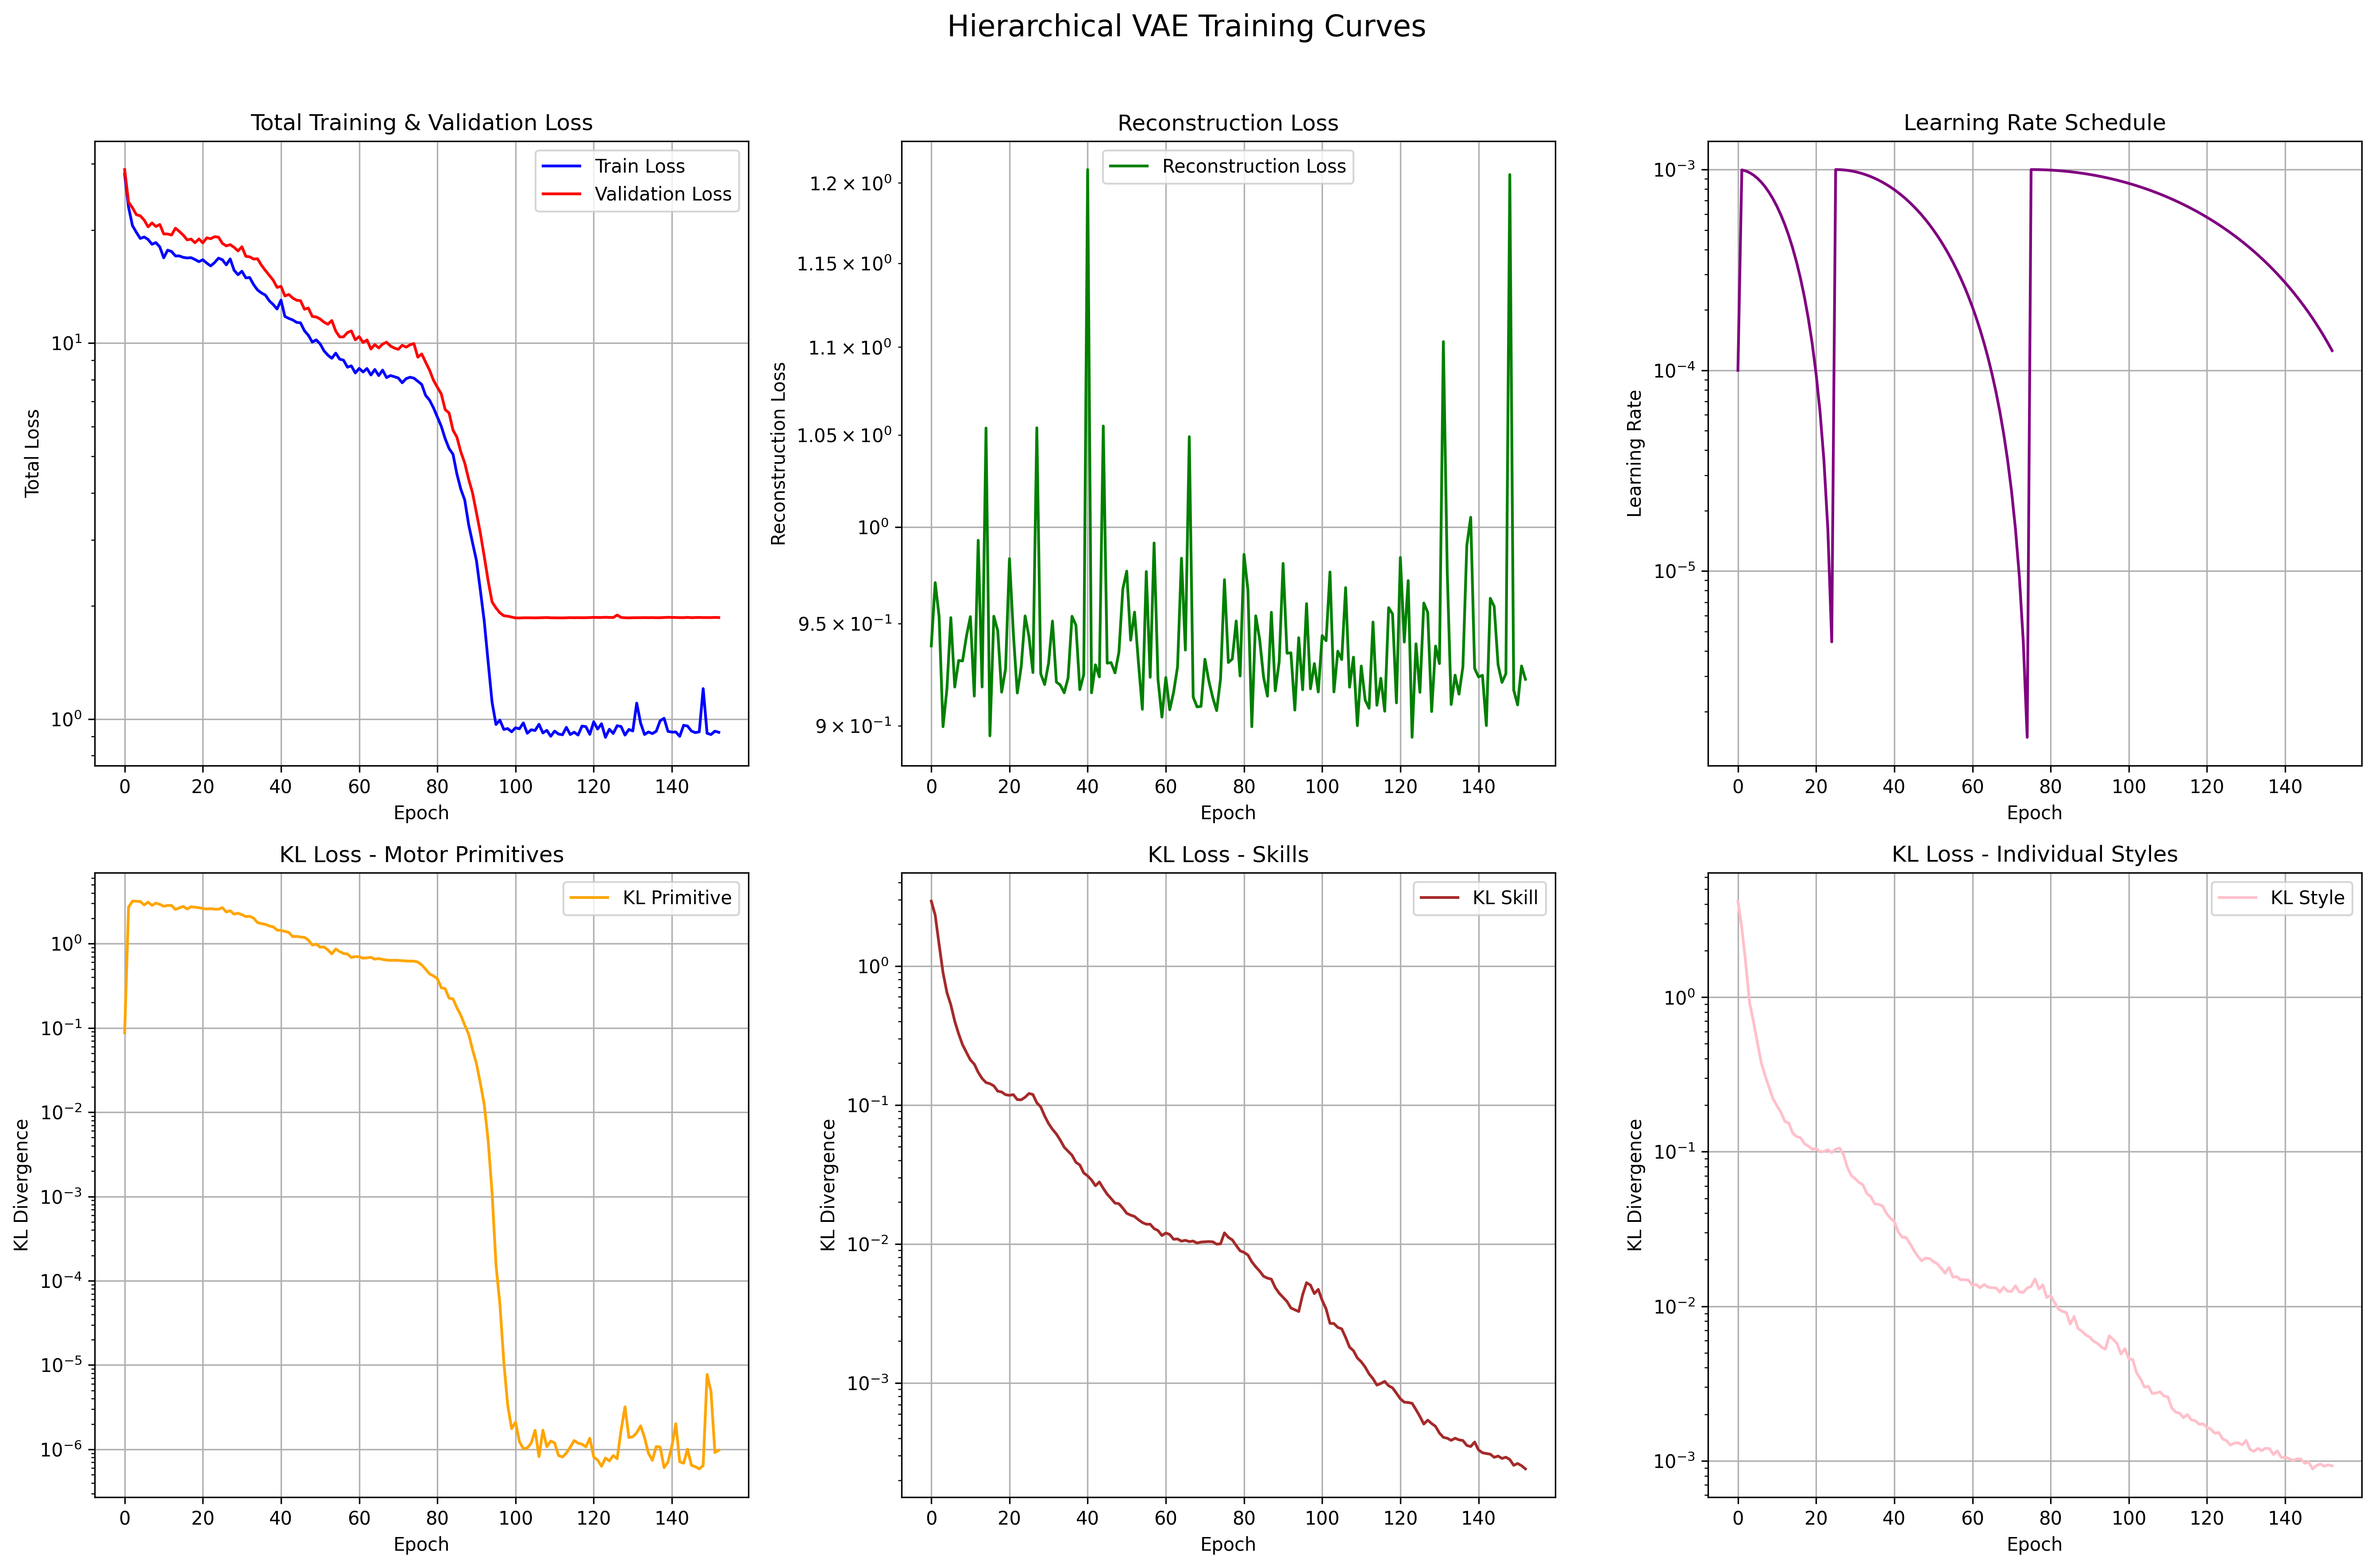 Hierarchical VAE Training Curves
Total Training & Validation Loss
Train Loss
Validation Loss
Total Loss
10¹
10⁰
0 20 40 60 80 100 120 140
Epoch
Reconstruction Loss
Reconstruction Loss
Reconstruction Loss
1.2 × 10⁰
1.15 × 10⁰
1.1 × 10⁰
1.05 × 10⁰
10⁰
9.5 × 10⁻¹
9 × 10⁻¹
0 20 40 60 80 100 120 140
Epoch
Learning Rate Schedule
Learning Rate
10⁻³
10⁻⁴
10⁻⁵
0 20 40 60 80 100 120 140
Epoch
KL Loss - Motor Primitives
KL Primitive
KL Divergence
10⁰
10⁻¹
10⁻²
10⁻³
10⁻⁴
10⁻⁵
10⁻⁶
0 20 40 60 80 100 120 140
Epoch
KL Loss - Skills
KL Skill
KL Divergence
10⁰
10⁻¹
10⁻²
10⁻³
0 20 40 60 80 100 120 140
Epoch
KL Loss - Individual Styles
KL Style
KL Divergence
10⁰
10⁻¹
10⁻²
10⁻³
0 20 40 60 80 100 120 140
Epoch